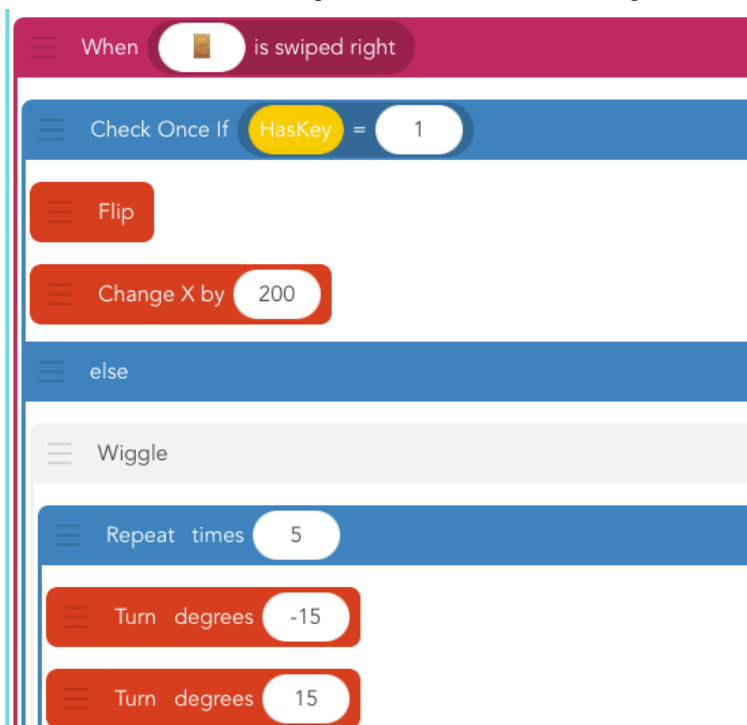 When 🚪 is swiped right
Check Once If HasKey = 1
Flip
Change X by 200
else
Wiggle
Repeat times 5
Turn degrees -15
Turn degrees 15